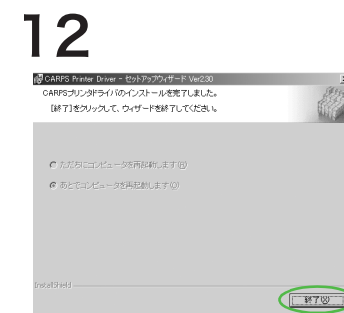 12
CARPS Printer Driver - セットアップウィザード Ver2.30
CARPSプリンタドライバのインストールを完了しました。
[終了]をクリックして、ウィザードを終了してください。
ただちにコンピュータを再起動します(R)
あとでコンピュータを再起動します(O)
InstallShield
終了(X)